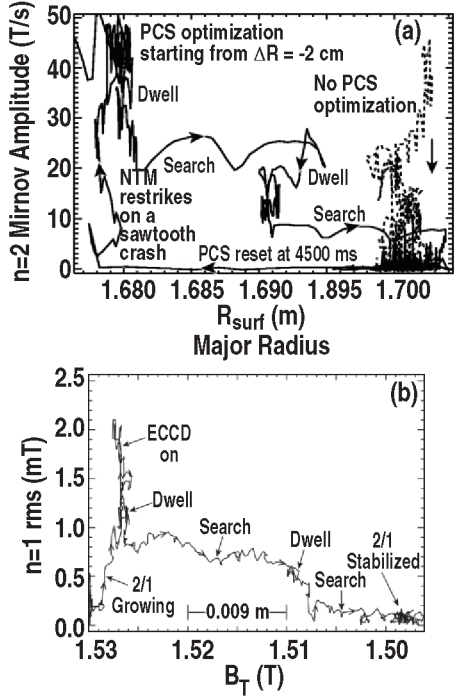 PCS optimization
starting from ΔR = -2 cm
(a)
Dwell
No PCS
optimization
Search
Dwell
NTM
restrikes
on a
sawtooth
crash
Search
PCS reset at 4500 ms
n=2 Mirnov Amplitude (T/s)
50
40
30
20
10
0
1.680
1.685
1.690
1.895
1.700
Rsurf (m)
Major Radius
(b)
n=1 rms (mT)
2.5
2.0
1.5
1.0
0.5
0.0
ECCD
on
Dwell
Search
Dwell
2/1
Stabilized
Search
2/1
Growing
0.009 m
1.53
1.52
1.51
1.50
BT (T)